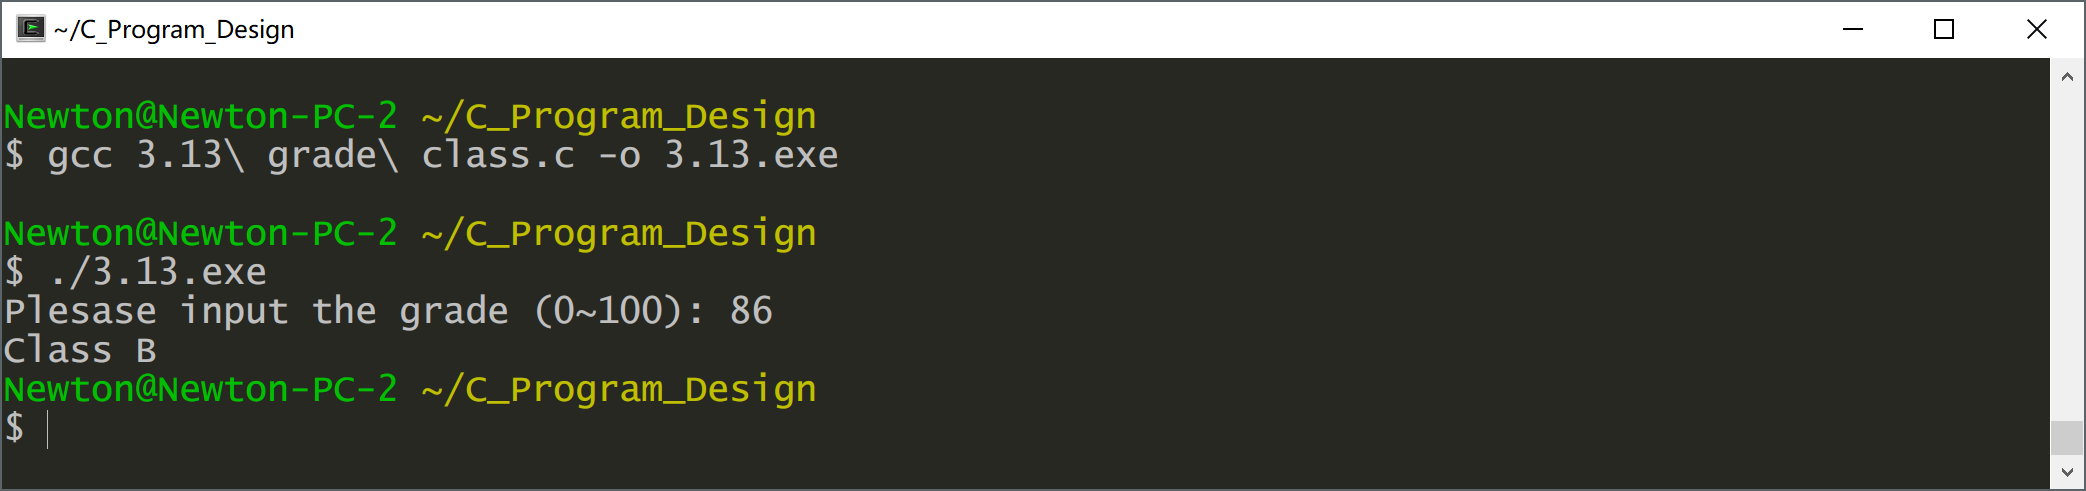 ~/C_Program_Design
Newton@Newton-PC-2 ~/C_Program_Design
$ gcc 3.13\ grade\ class.c -o 3.13.exe
Newton@Newton-PC-2 ~/C_Program_Design
$ ./3.13.exe
Plesase input the grade (0~100): 86
Class B
Newton@Newton-PC-2 ~/C_Program_Design
$